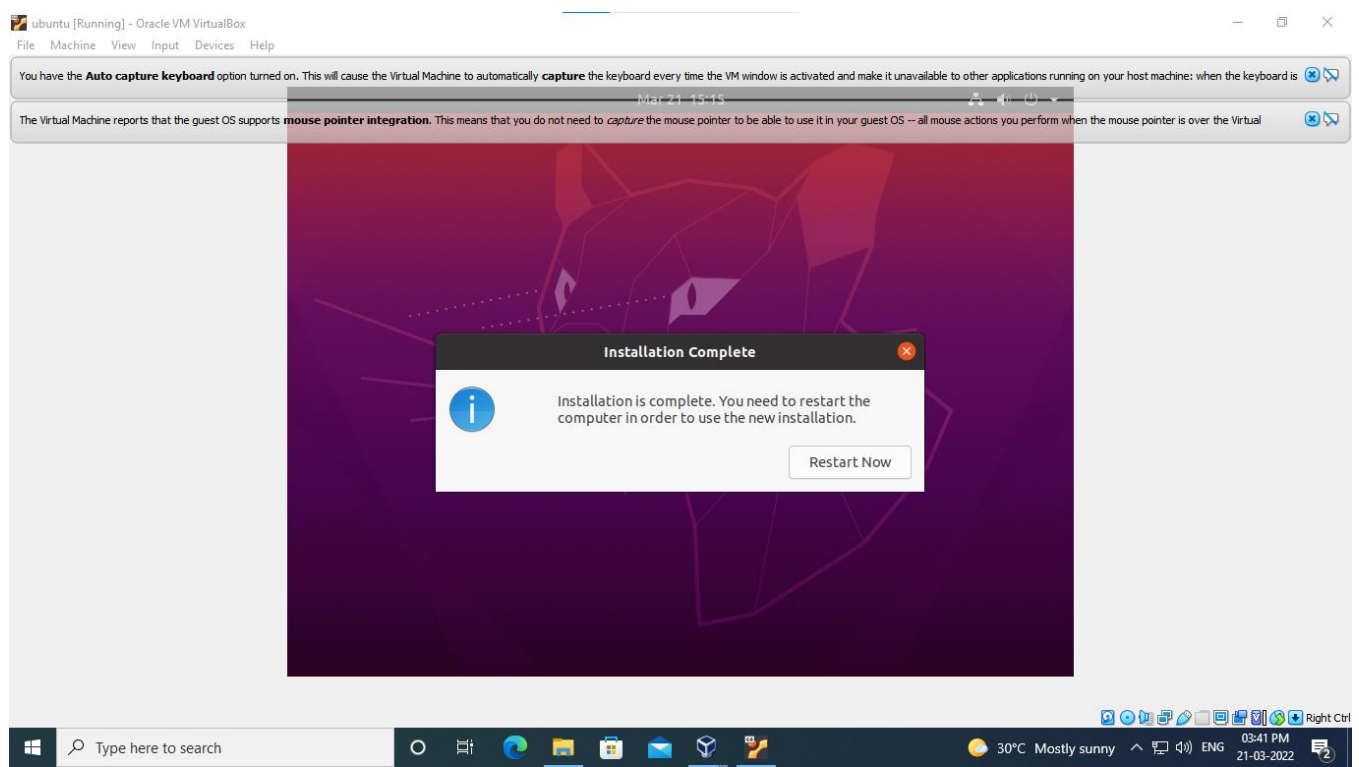 ubuntu [Running] - Oracle VM VirtualBox
File Machine View Input Devices Help
You have the Auto capture keyboard option turned on. This will cause the Virtual Machine to automatically capture the keyboard every time the VM window is activated and make it unavailable to other applications running on your host machine: when the keyboard is
Mar 21 15:15
The Virtual Machine reports that the guest OS supports mouse pointer integration. This means that you do not need to capture the mouse pointer to be able to use it in your guest OS -- all mouse actions you perform when the mouse pointer is over the Virtual
Installation Complete
Installation is complete. You need to restart the
computer in order to use the new installation.
Restart Now
Right Ctrl
Type here to search
30°C Mostly sunny
ENG
03:41 PM
21-03-2022
2